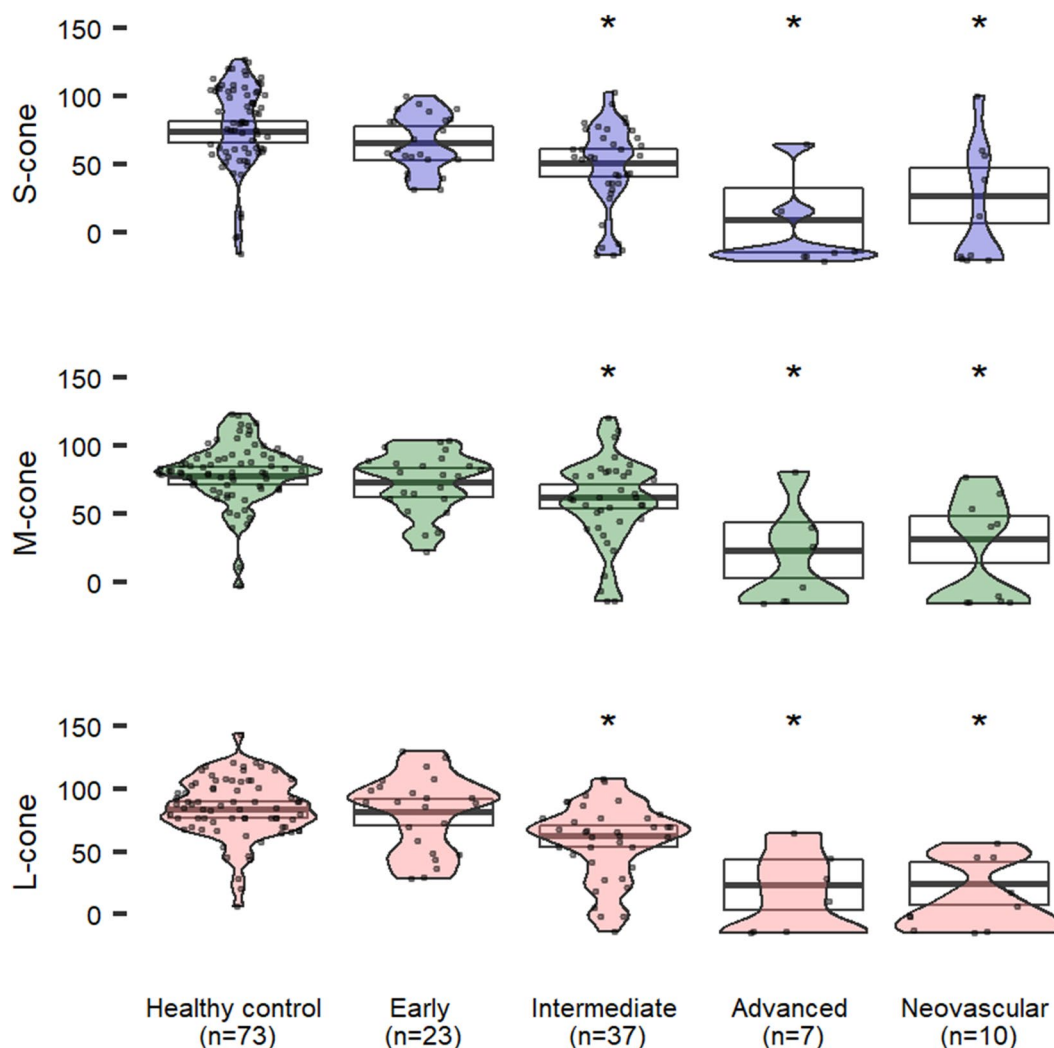 S-cone
150
100
50
0
* * *
M-cone
150
100
50
0
* * *
L-cone
150
100
50
0
* * *
Healthy control Early Intermediate Advanced Neovascular
(n=73) (n=23) (n=37) (n=7) (n=10)